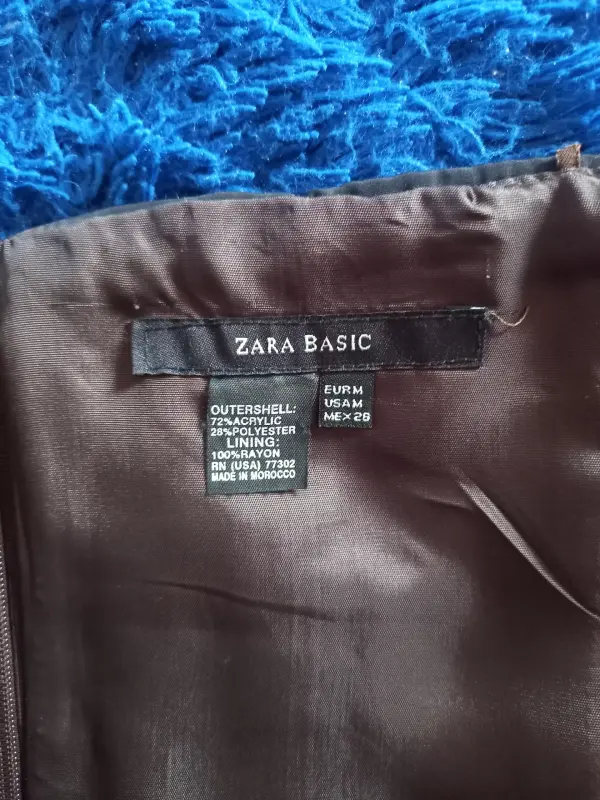 ZARA BASIC
OUTERSHELL:
72%ACRYLIC
28%POLYESTER
LINING:
100%RAYON
RN (USA) 77302
MADE IN MOROCCO
EUR M
USA M
MEX 28